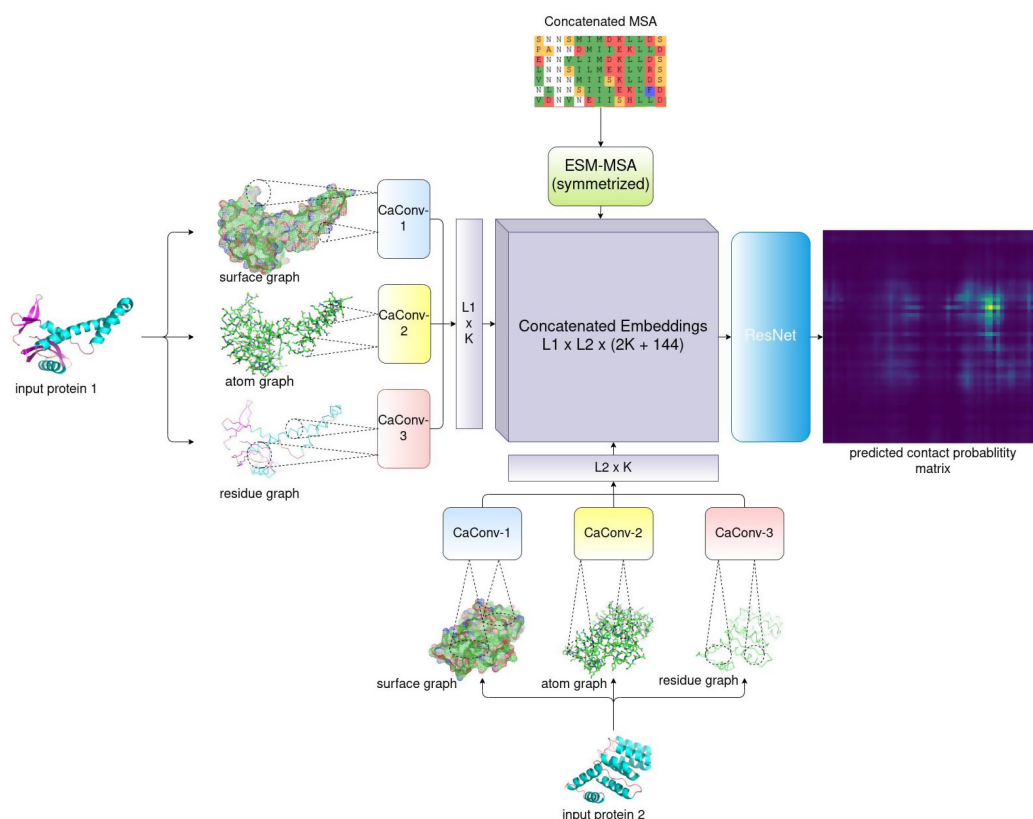 Concatenated MSA
S N N S M I M D K L L D S
P A N N D M I I E K L L D
E N N V L I M D K L L D S
L N N S I L M E K L V R S
V N N N M I I S K L L D S
N L N N S I I I E K L F D
V D N V N E I I S H L L D
ESM-MSA
(symmetrized)
CaConv-
1
surface graph
CaConv-
2
atom graph
CaConv-
3
residue graph
input protein 1
L1
x
K
Concatenated Embeddings
L1 x L2 x (2K + 144)
ResNet
predicted contact probablitity
matrix
L2 x K
CaConv-1
CaConv-2
CaConv-3
surface graph
atom graph
residue graph
input protein 2